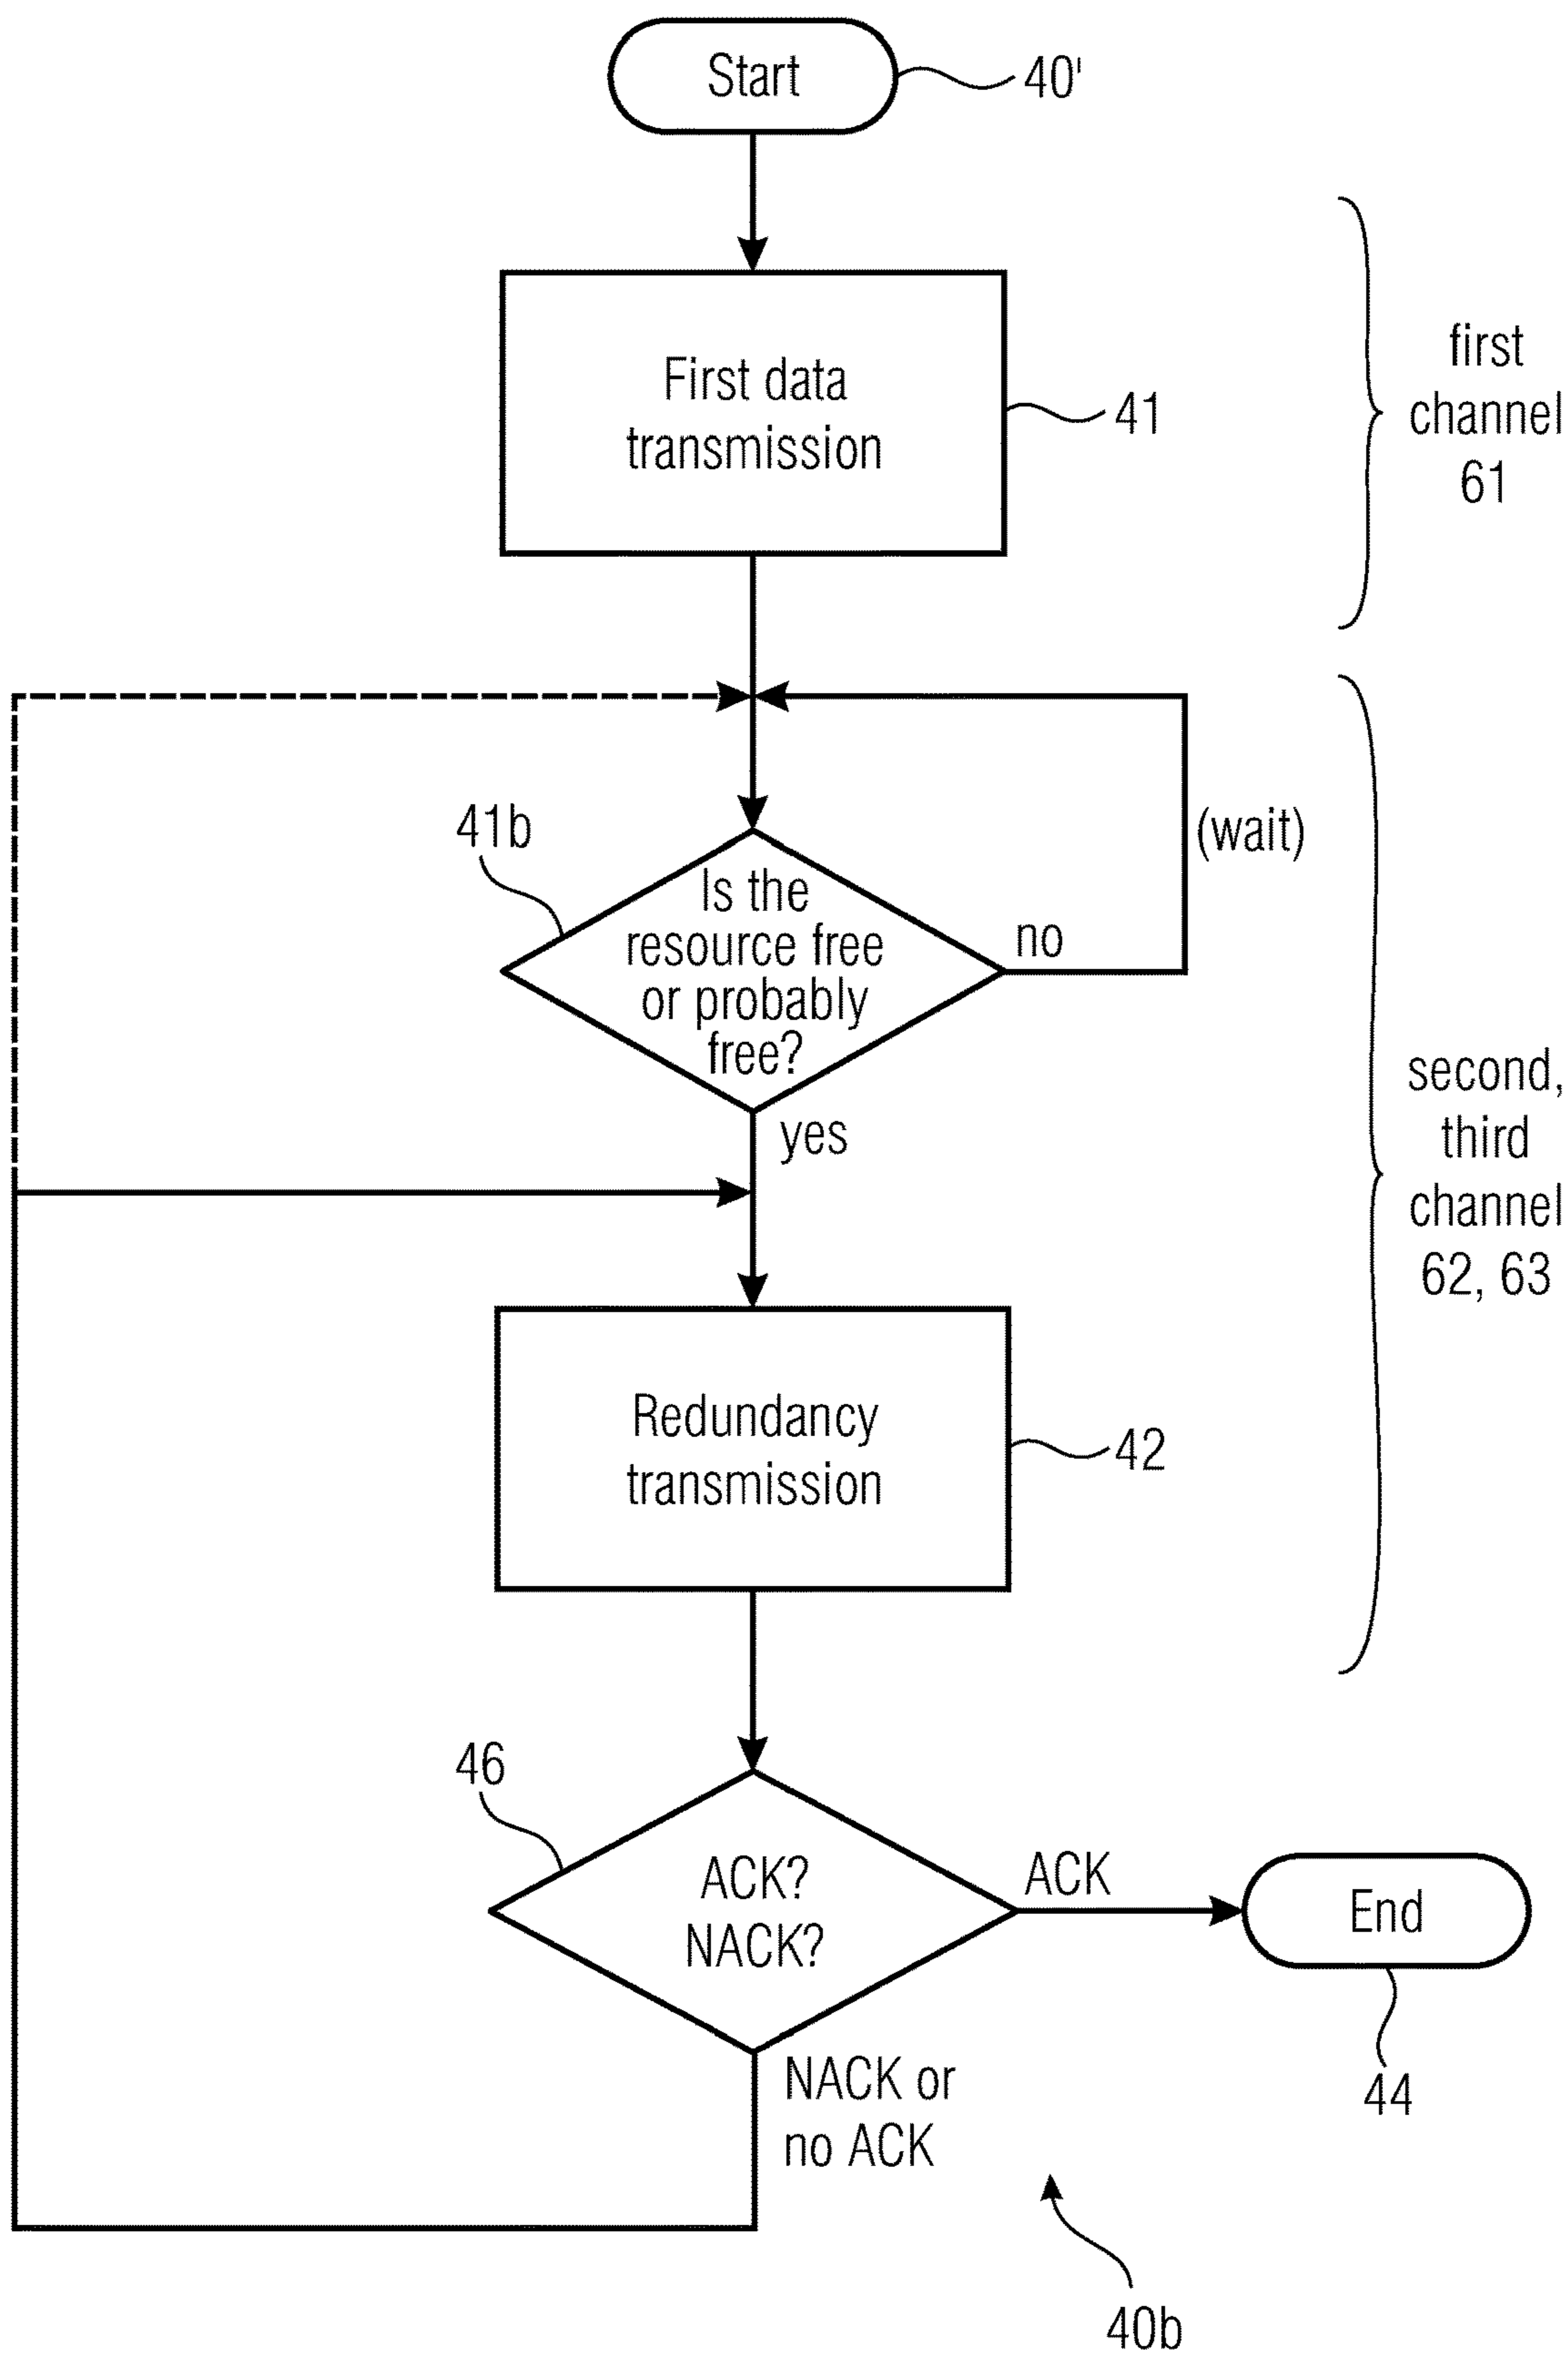 Start
40'
First data
transmission
41
first
channel
61
41b
Is the
resource free
or probably
free?
no
(wait)
yes
second,
third
channel
62, 63
Redundancy
transmission
42
46
ACK?
NACK?
ACK
End
44
NACK or
no ACK
40b